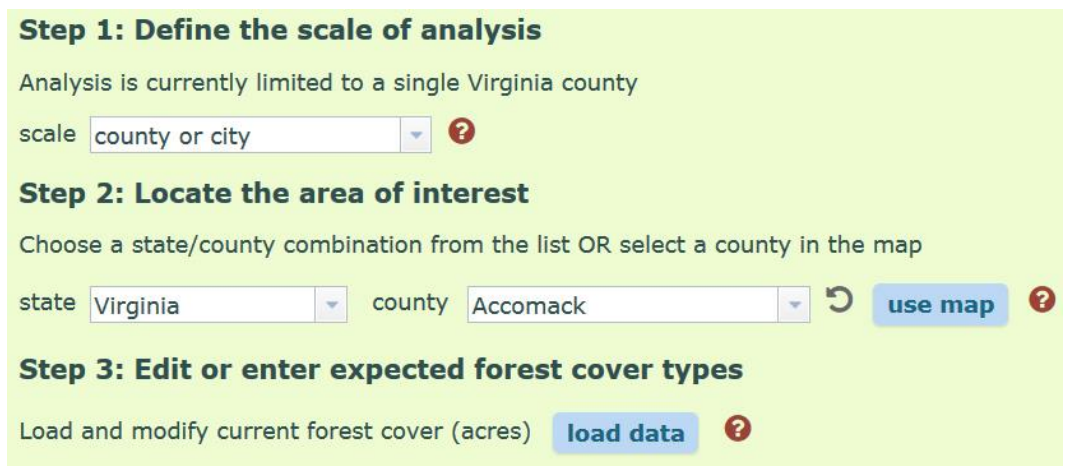 Step 1: Define the scale of analysis
Analysis is currently limited to a single Virginia county
scale county or city ?
Step 2: Locate the area of interest
Choose a state/county combination from the list OR select a county in the map
state Virginia county Accomack use map ?
Step 3: Edit or enter expected forest cover types
Load and modify current forest cover (acres) load data ?